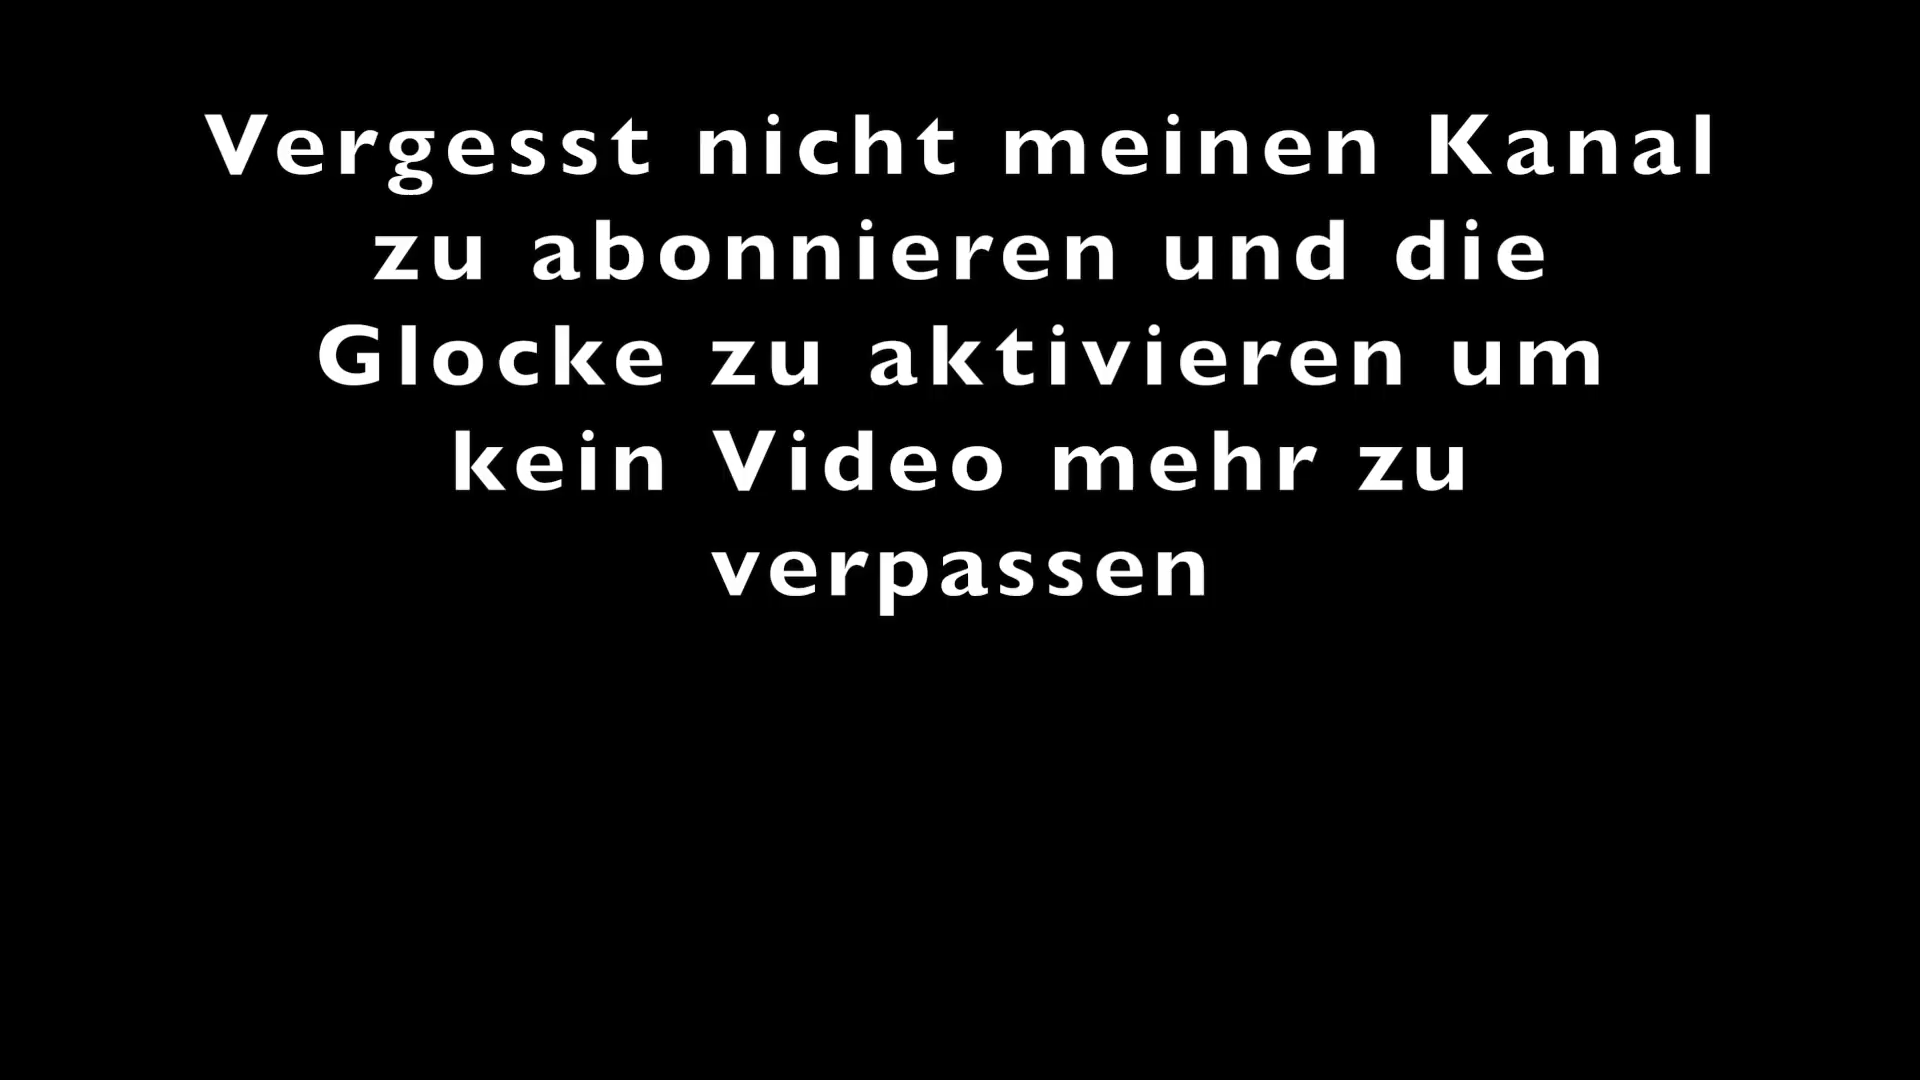 Vergesst nicht meinen Kanal
zu abonnieren und die
Glocke zu aktivieren um
kein Video mehr zu
verpassen